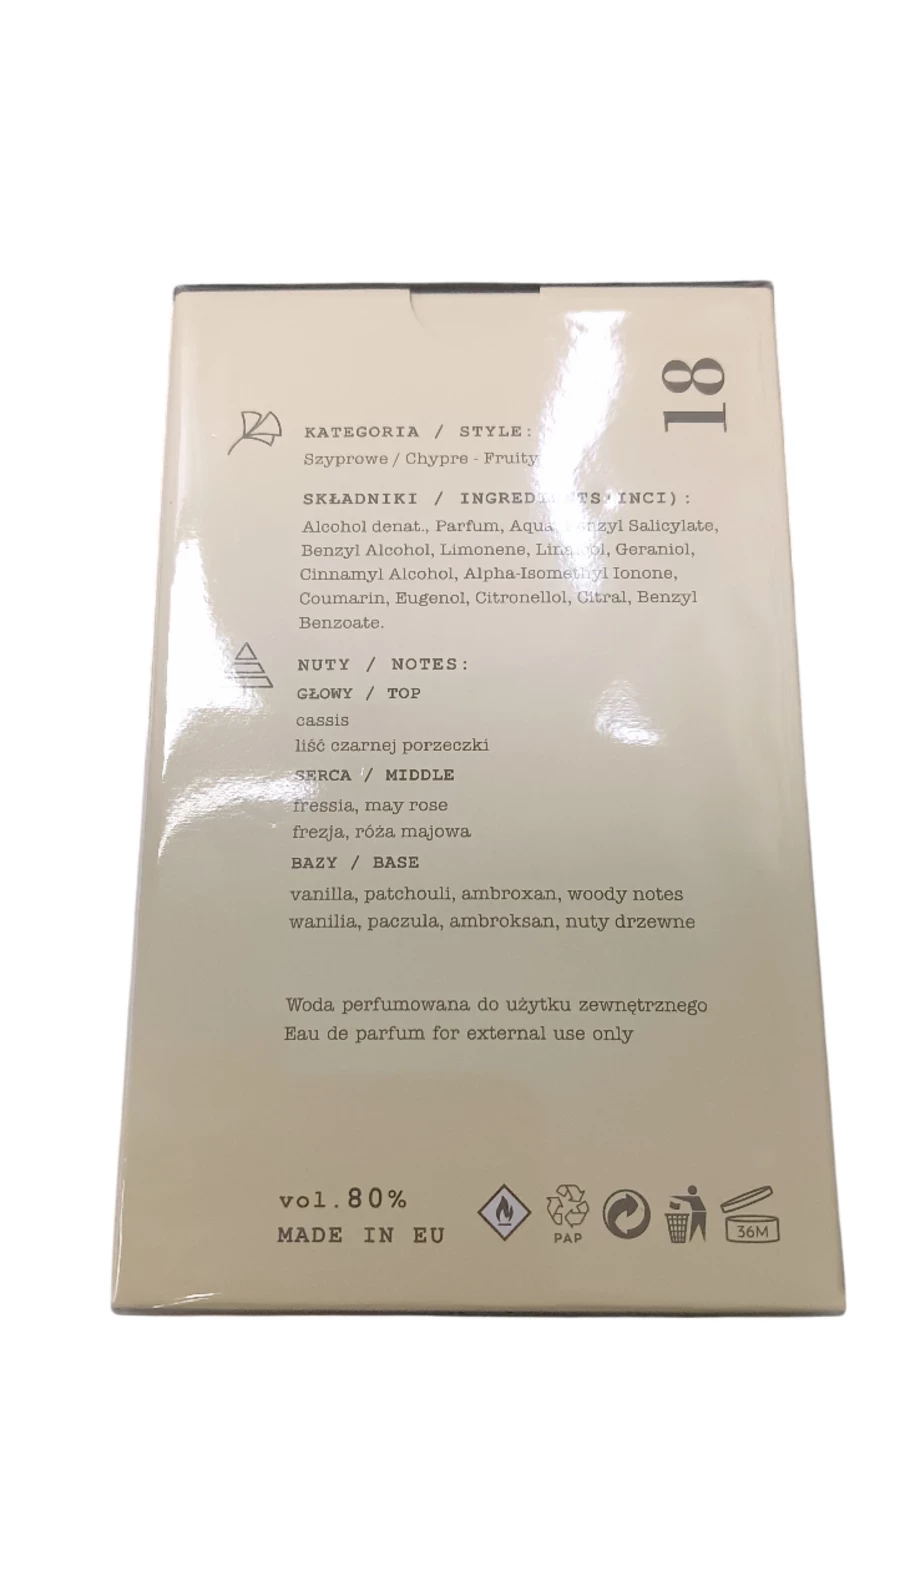 18
KATEGORIA / STYLE:
Szyprowe / Chypre - Fruity
SKŁADNIKI / INGREDIENTS(INCI):
Alcohol denat., Parfum, Aqua, Benzyl Salicylate,
Benzyl Alcohol, Limonene, Linalool, Geraniol,
Cinnamyl Alcohol, Alpha-Isomethyl Ionone,
Coumarin, Eugenol, Citronellol, Citral, Benzyl
Benzoate.
NUTY / NOTES:
GŁOWY / TOP
cassis
liść czarnej porzeczki
SERCA / MIDDLE
fressia, may rose
frezja, róża majowa
BAZY / BASE
vanilla, patchouli, ambroxan, woody notes
wanilia, paczula, ambroksan, nuty drzewne
Woda perfumowana do użytku zewnętrznego
Eau de parfum for external use only
vol.80%
MADE IN EU
PAP
36M